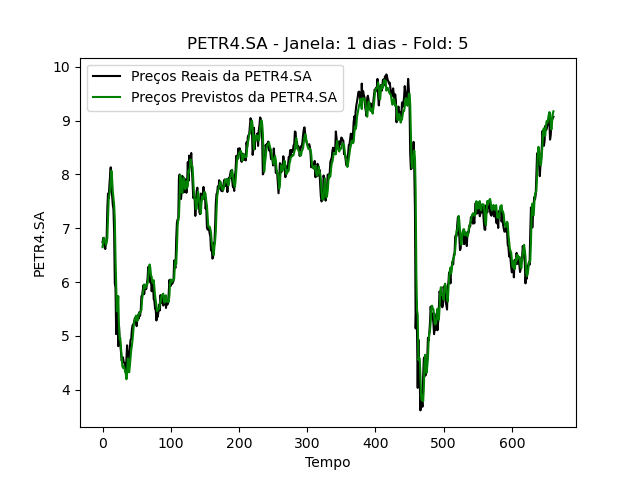 PETR4.SA - Janela: 1 dias - Fold: 5
Preços Reais da PETR4.SA
Preços Previstos da PETR4.SA
PETR4.SA
10
9
8
7
6
5
4
0 100 200 300 400 500 600
Tempo